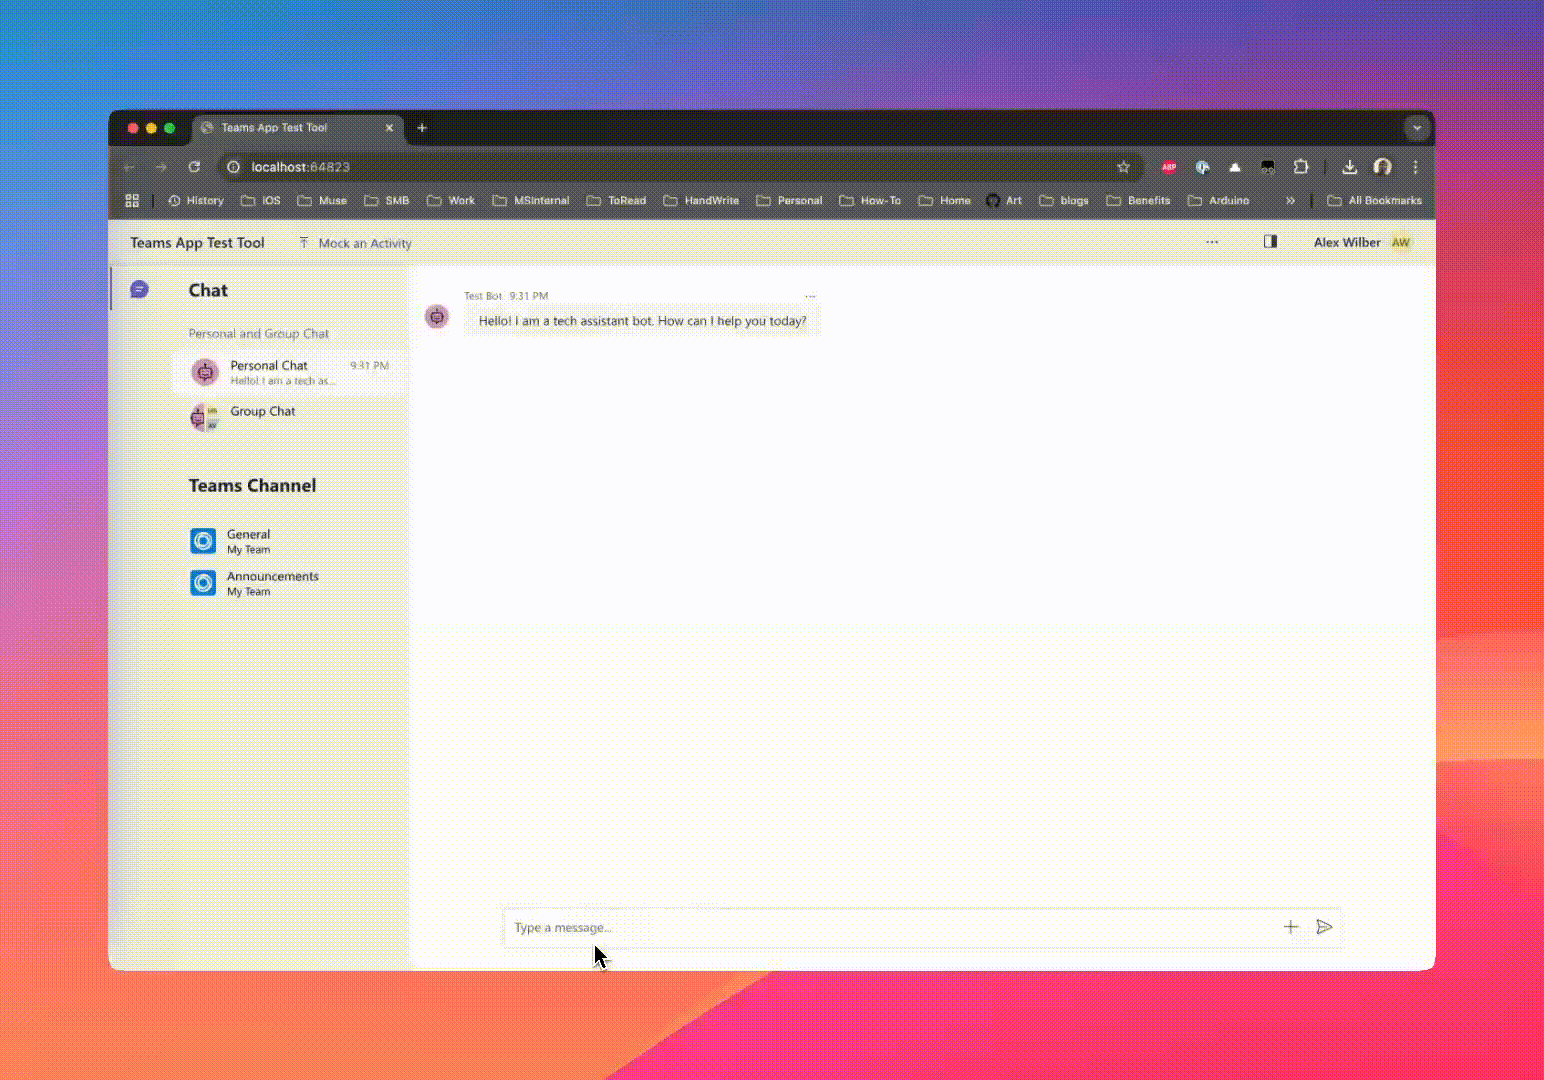 Teams App Test Tool
localhost:64823
ABP
History iOS Muse SMB Work MSInternal ToRead HandWrite Personal How-To Home Art blogs Benefits Arduino » All Bookmarks
Teams App Test Tool Mock an Activity ... Alex Wilber AW
Chat
Personal and Group Chat
Personal Chat 9:31 PM
Hello! I am a tech as...
Group Chat
Teams Channel
General
My Team
Announcements
My Team
Test Bot 9:31 PM ...
Hello! I am a tech assistant bot. How can I help you today?
Type a message...